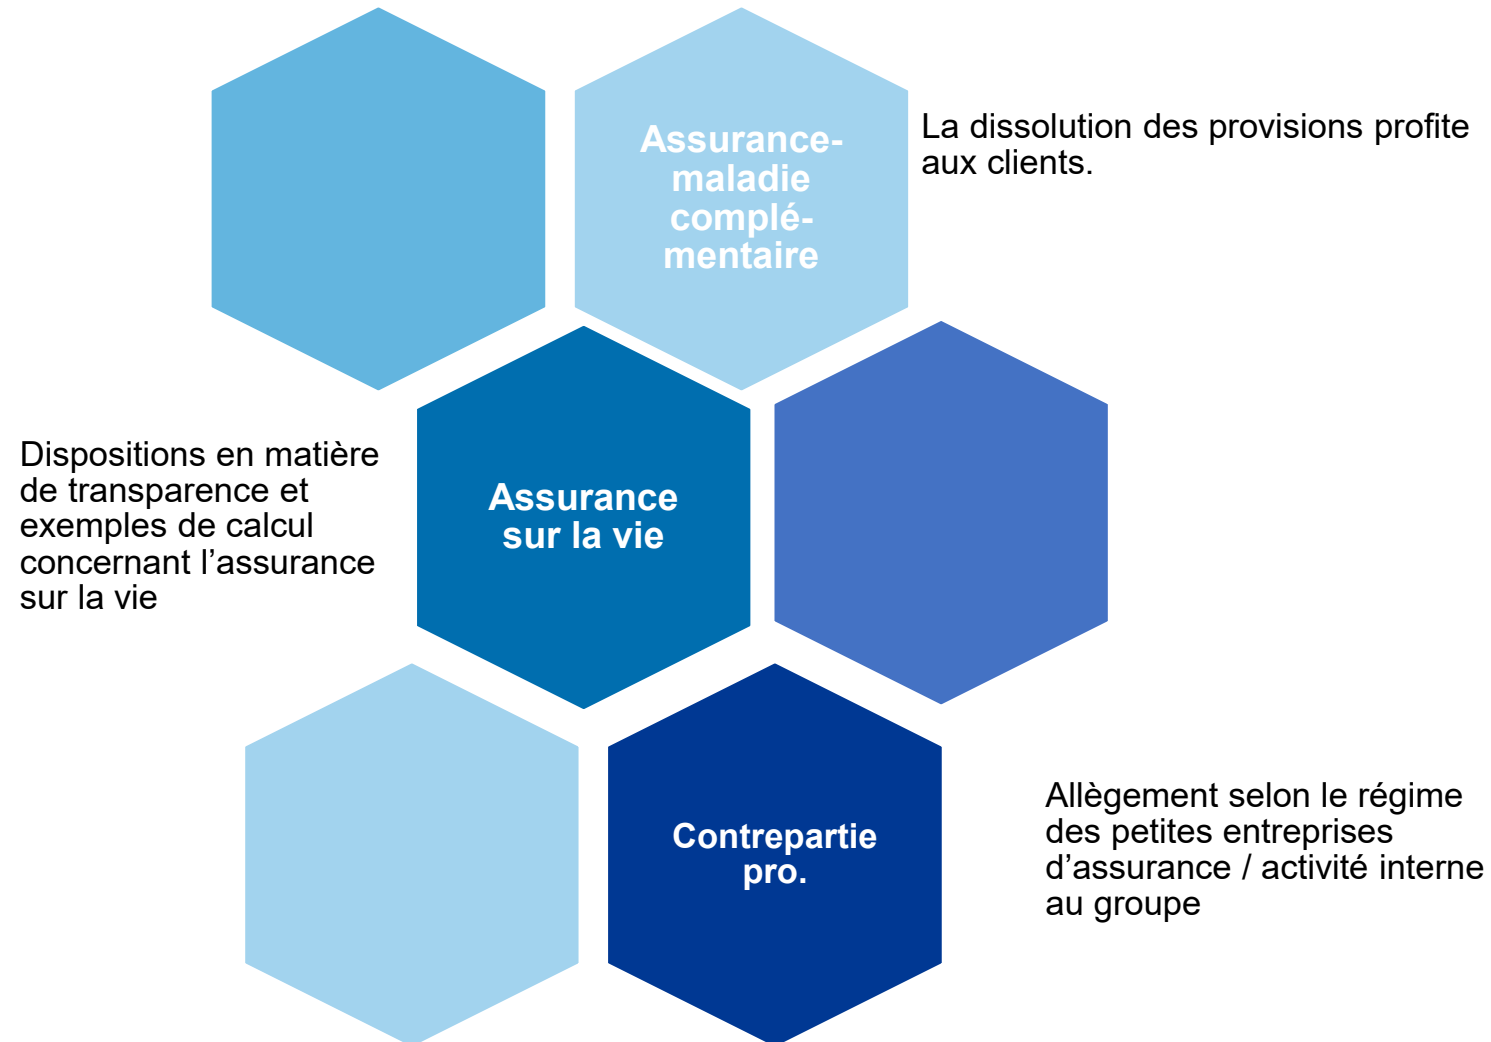 Assurance-
maladie
complé-
mentaire
La dissolution des provisions profite
aux clients.
Dispositions en matière
de transparence et
exemples de calcul
concernant l’assurance
sur la vie
Assurance
sur la vie
Contrepartie
pro.
Allègement selon le régime
des petites entreprises
d’assurance / activité interne
au groupe